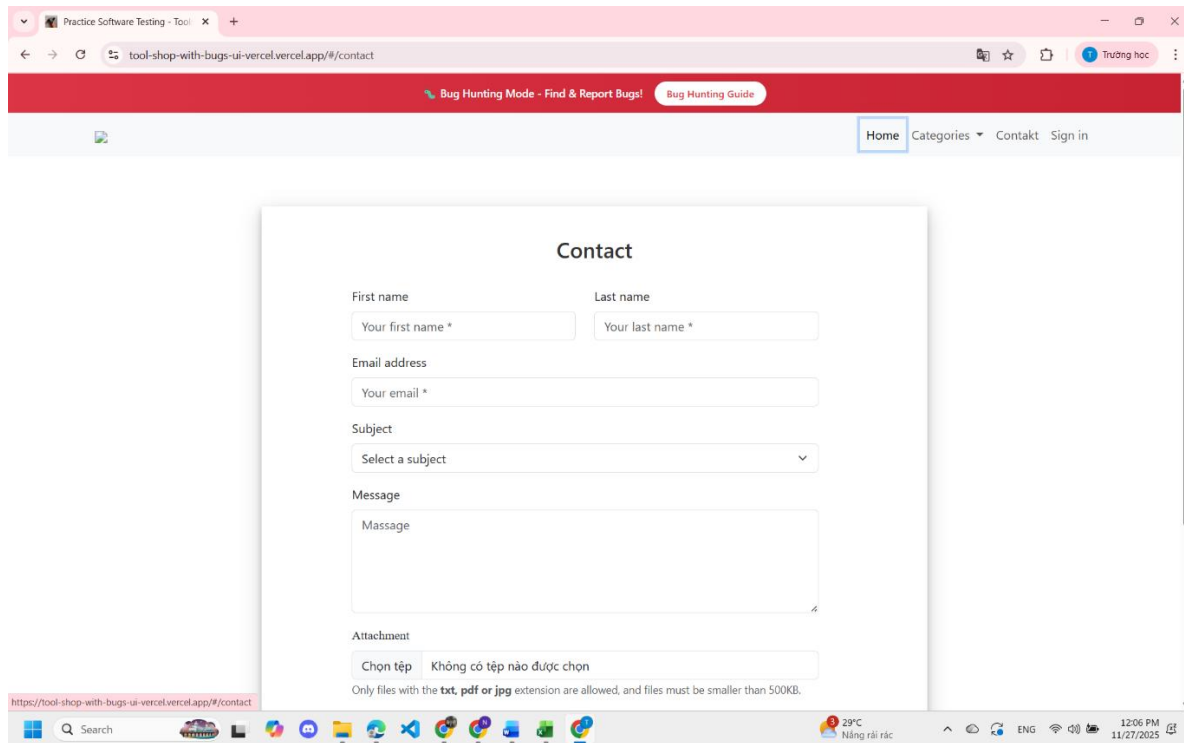 Practice Software Testing - Tool
tool-shop-with-bugs-ui-vercel.vercel.app/#/contact
Trường học
Bug Hunting Mode - Find & Report Bugs! Bug Hunting Guide
Home Categories Contakt Sign in
Contact
First name Last name
Your first name * Your last name *
Email address
Your email *
Subject
Select a subject
Message
Massage
Attachment
Chọn tệp Không có tệp nào được chọn
Only files with the txt, pdf or jpg extension are allowed, and files must be smaller than 500KB.
https://tool-shop-with-bugs-ui-vercel.vercel.app/#/contact
Search
3 29°C
Nắng rải rác
ENG
12:06 PM
11/27/2025